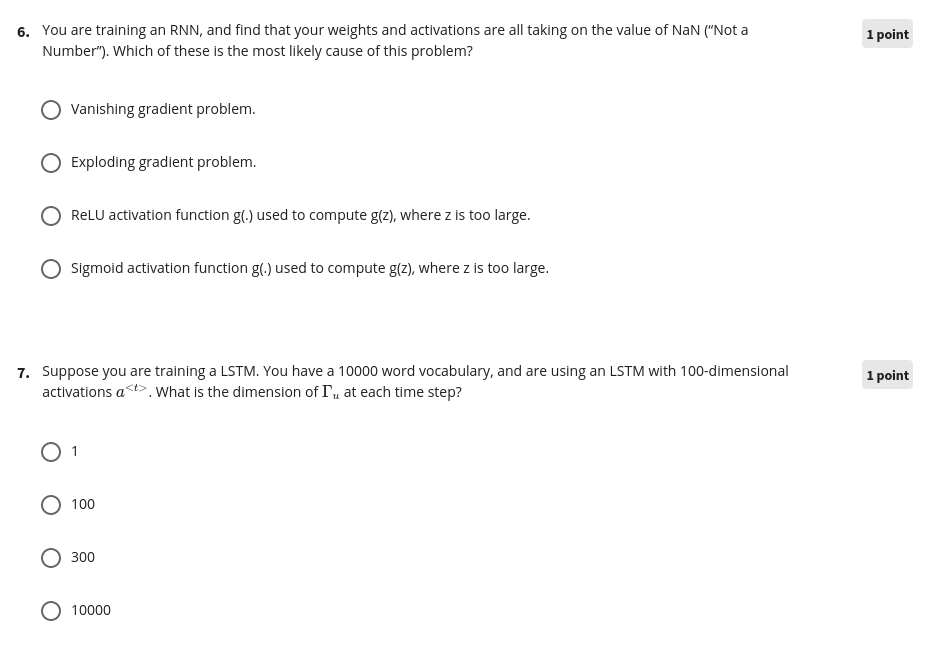 6. You are training an RNN, and find that your weights and activations are all taking on the value of NaN (“Not a
Number”). Which of these is the most likely cause of this problem?
1 point
Vanishing gradient problem.
Exploding gradient problem.
ReLU activation function g(.) used to compute g(z), where z is too large.
Sigmoid activation function g(.) used to compute g(z), where z is too large.
7. Suppose you are training a LSTM. You have a 10000 word vocabulary, and are using an LSTM with 100-dimensional
activations a<t>. What is the dimension of Γu at each time step?
1 point
1
100
300
10000